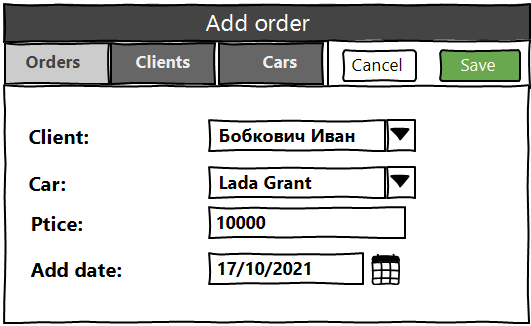 Add order
Orders Clients Cars Cancel Save
Client: Бобкович Иван
Car: Lada Grant
Ptice: 10000
Add date: 17/10/2021